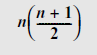 n(n + 1 / 2)